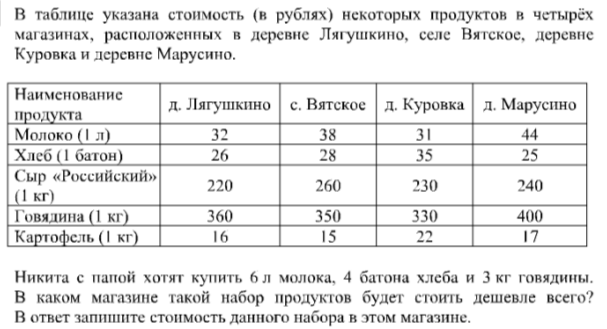 В таблице указана стоимость (в рублях) некоторых продуктов в четырёх
магазинах, расположенных в деревне Лягушкино, селе Вятское, деревне
Куровка и деревне Марусино.
Наименование продукта д. Лягушкино с. Вятское д. Куровка д. Марусино
Молоко (1 л) 32 38 31 44
Хлеб (1 батон) 26 28 35 25
Сыр «Российский» (1 кг) 220 260 230 240
Говядина (1 кг) 360 350 330 400
Картофель (1 кг) 16 15 22 17
Никита с папой хотят купить 6 л молока, 4 батона хлеба и 3 кг говядины.
В каком магазине такой набор продуктов будет стоить дешевле всего?
В ответ запишите стоимость данного набора в этом магазине.